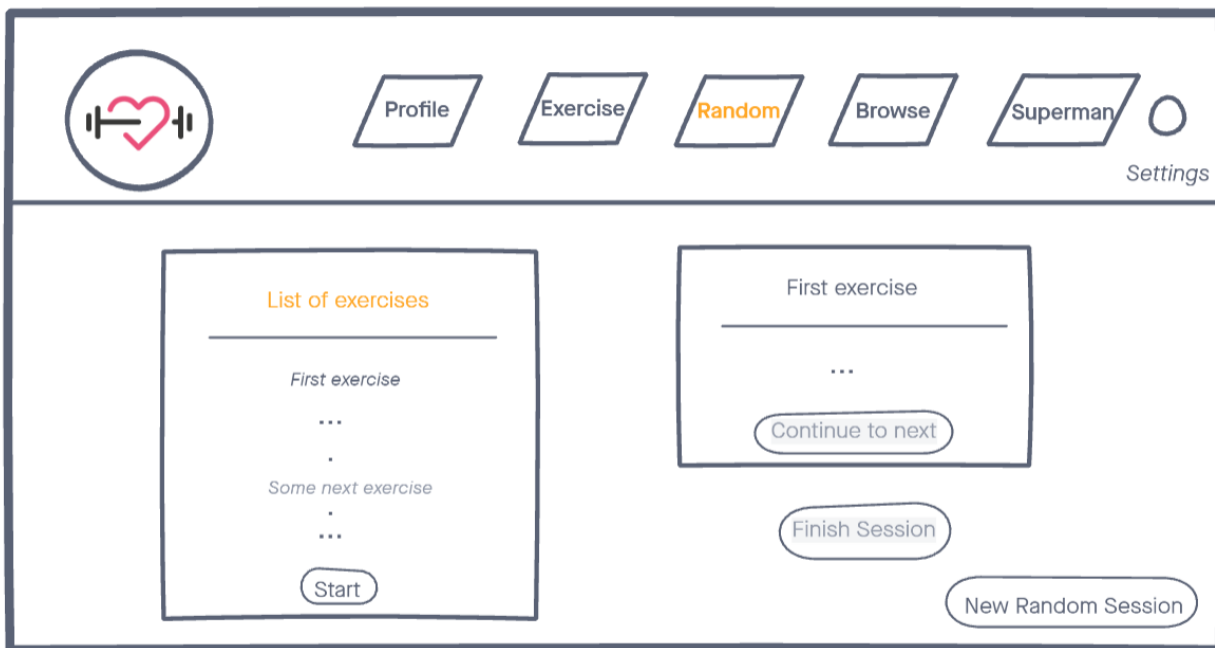 Profile
Exercise
Random
Browse
Superman
Settings
List of exercises
First exercise
...
.
Some next exercise
.
...
Start
First exercise
...
Continue to next
Finish Session
New Random Session